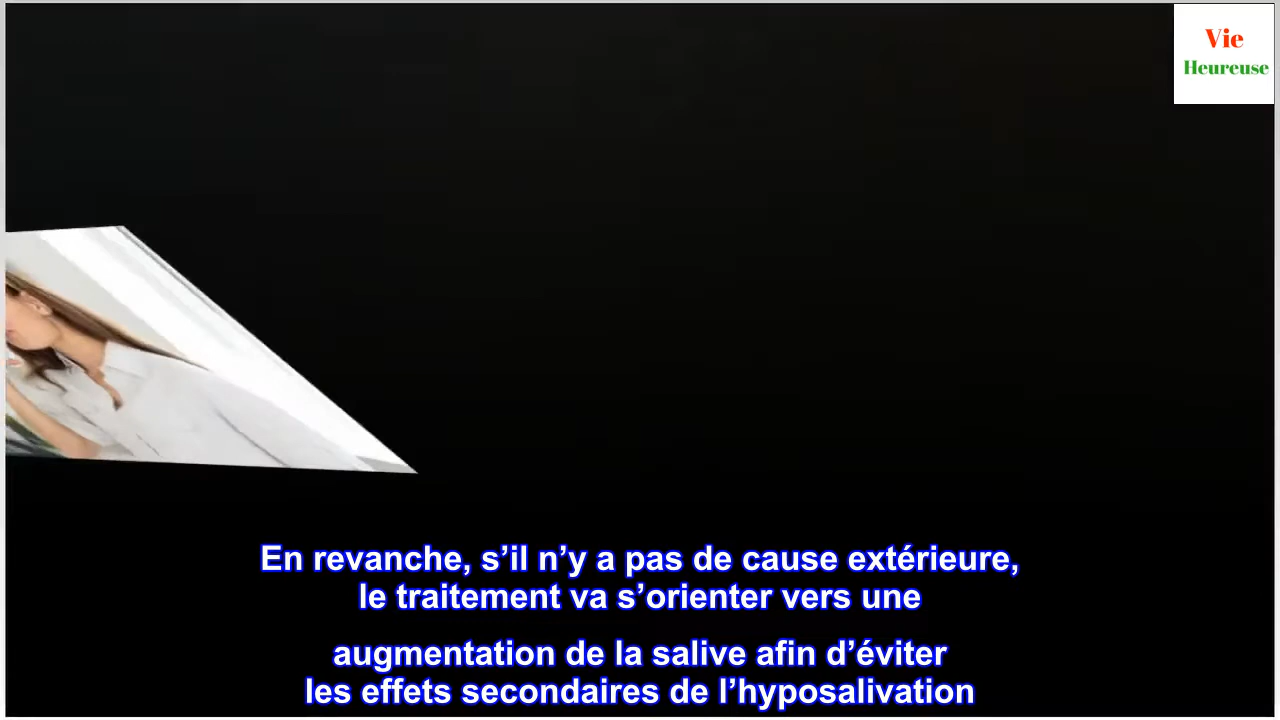 Vie
Heureuse
En revanche, s’il n’y a pas de cause extérieure,
le traitement va s’orienter vers une
augmentation de la salive afin d’éviter
les effets secondaires de l’hyposalivation